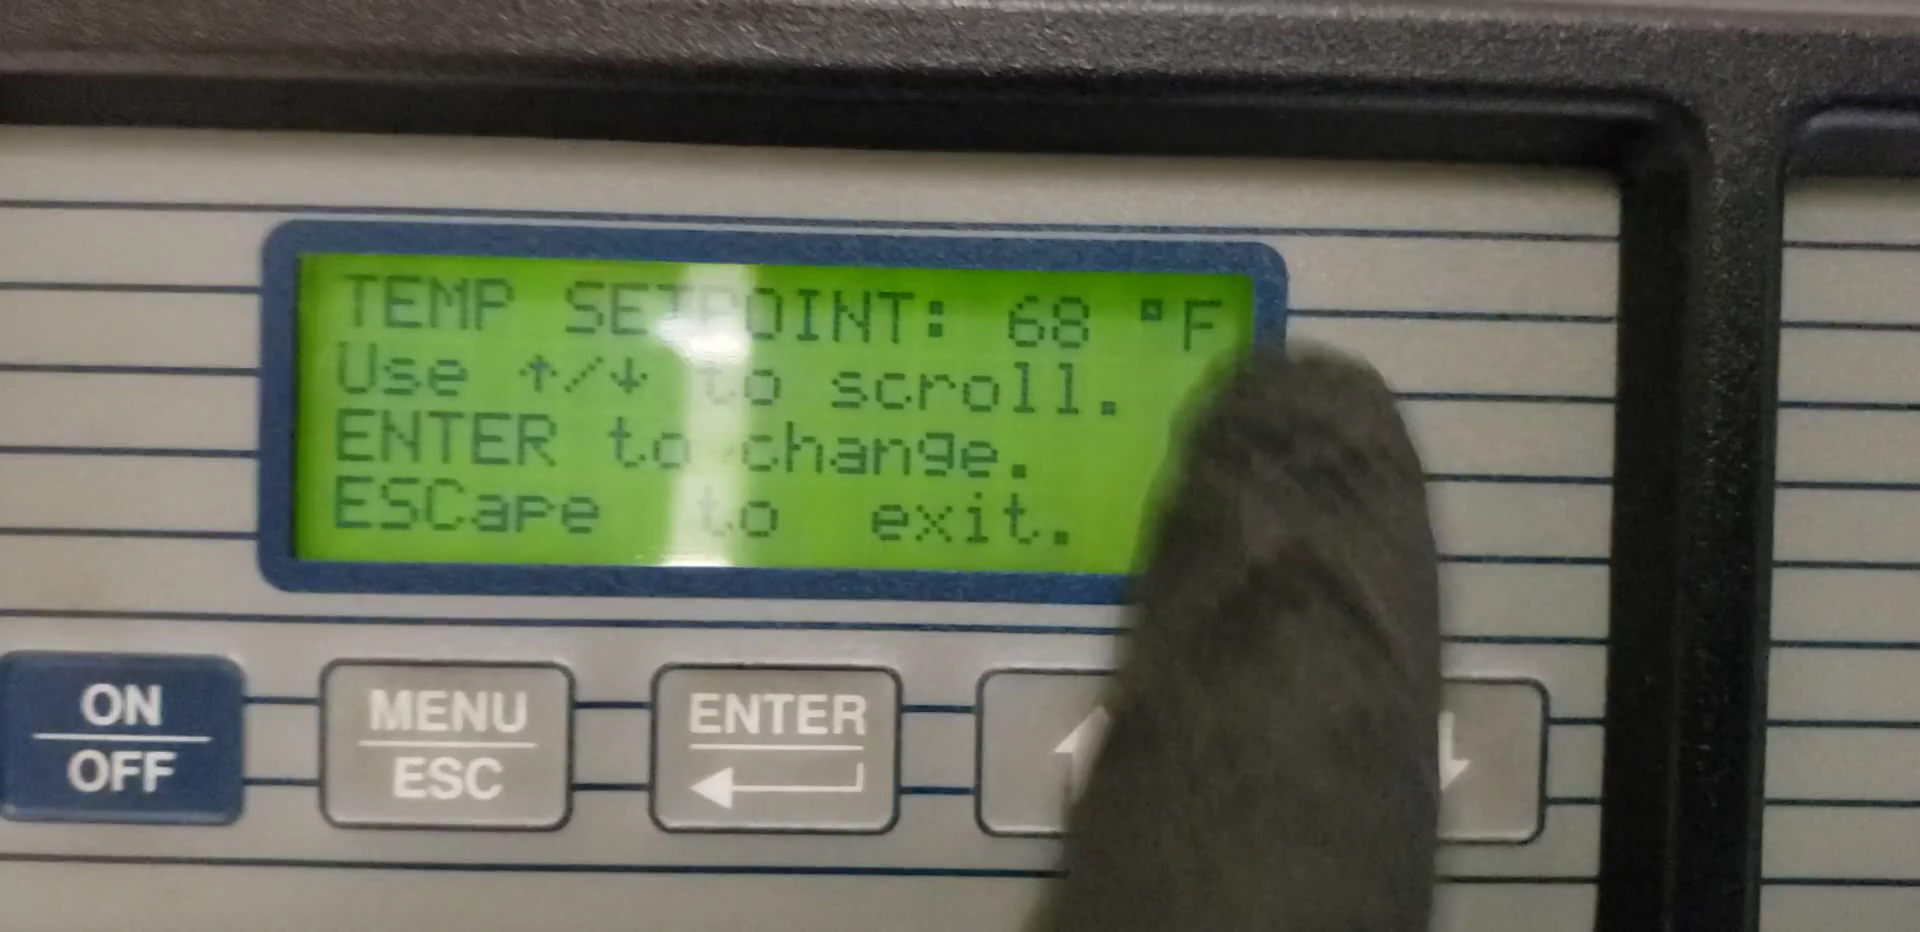 TEMP SETPOINT: 68 °F
Use ↑/↓ to scroll.
ENTER to change.
ESCape to exit.
ON
OFF
MENU
ESC
ENTER